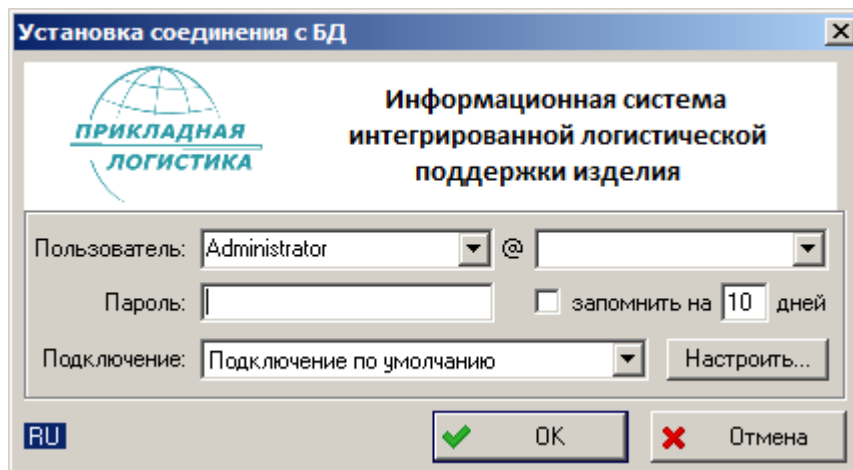 Установка соединения с БД
ПРИКЛАДНАЯ
ЛОГИСТИКА
Информационная система
интегрированной логистической
поддержки изделия
Пользователь: Administrator @
Пароль: запомнить на 10 дней
Подключение: Подключение по умолчанию Настроить...
RU OK Отмена